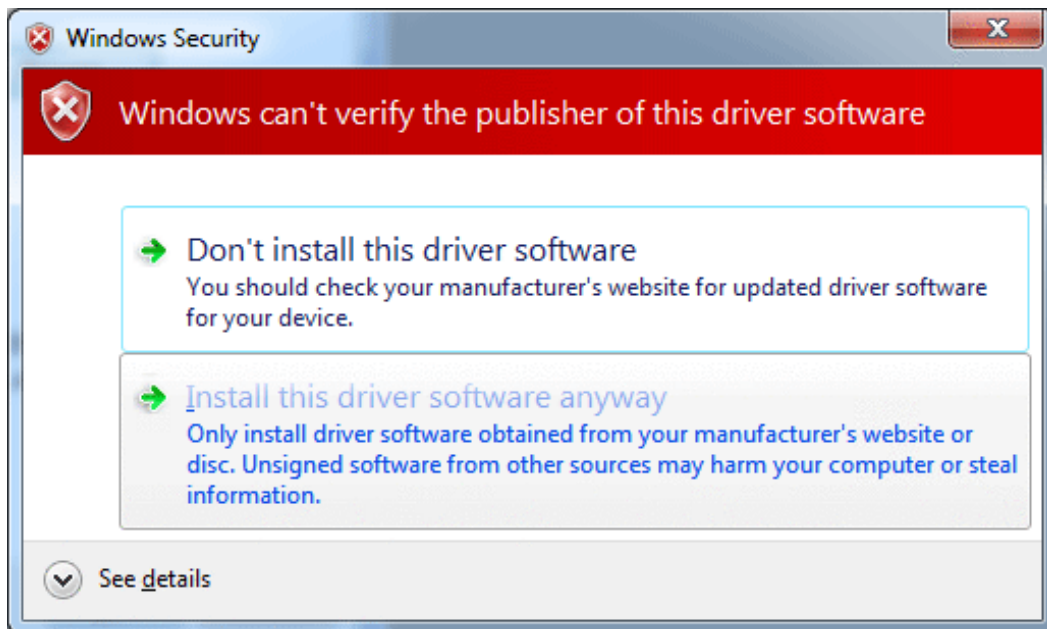 Windows Security
Windows can't verify the publisher of this driver software
Don't install this driver software
You should check your manufacturer's website for updated driver software
for your device.
Install this driver software anyway
Only install driver software obtained from your manufacturer's website or
disc. Unsigned software from other sources may harm your computer or steal
information.
See details